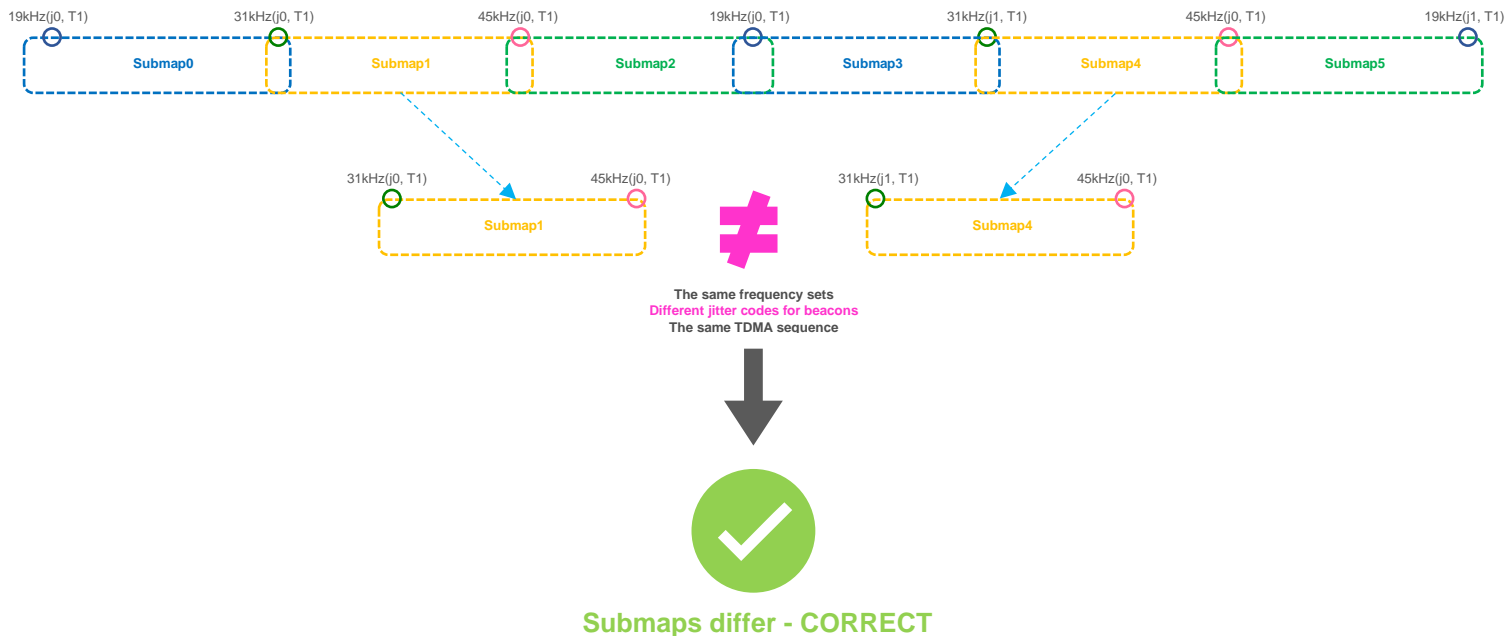 19kHz(j0, T1) 31kHz(j0, T1) 45kHz(j0, T1) 19kHz(j0, T1) 31kHz(j1, T1) 45kHz(j0, T1) 19kHz(j1, T1)
Submap0 Submap1 Submap2 Submap3 Submap4 Submap5
31kHz(j0, T1) 45kHz(j0, T1) 31kHz(j1, T1) 45kHz(j0, T1)
Submap1 ≠ Submap4
The same frequency sets
Different jitter codes for beacons
The same TDMA sequence
Submaps differ - CORRECT